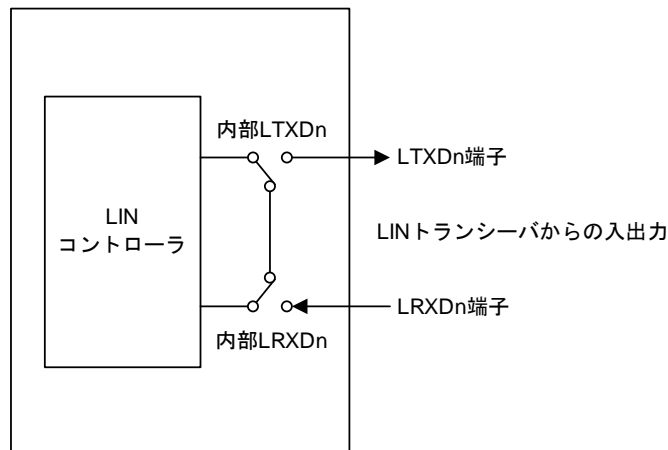 内部LTXDn
LTXDn端子
LIN
コントローラ
LINトランシーバからの入出力
LRXDn端子
内部LRXDn